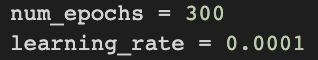 num_epochs = 300
learning_rate = 0.0001